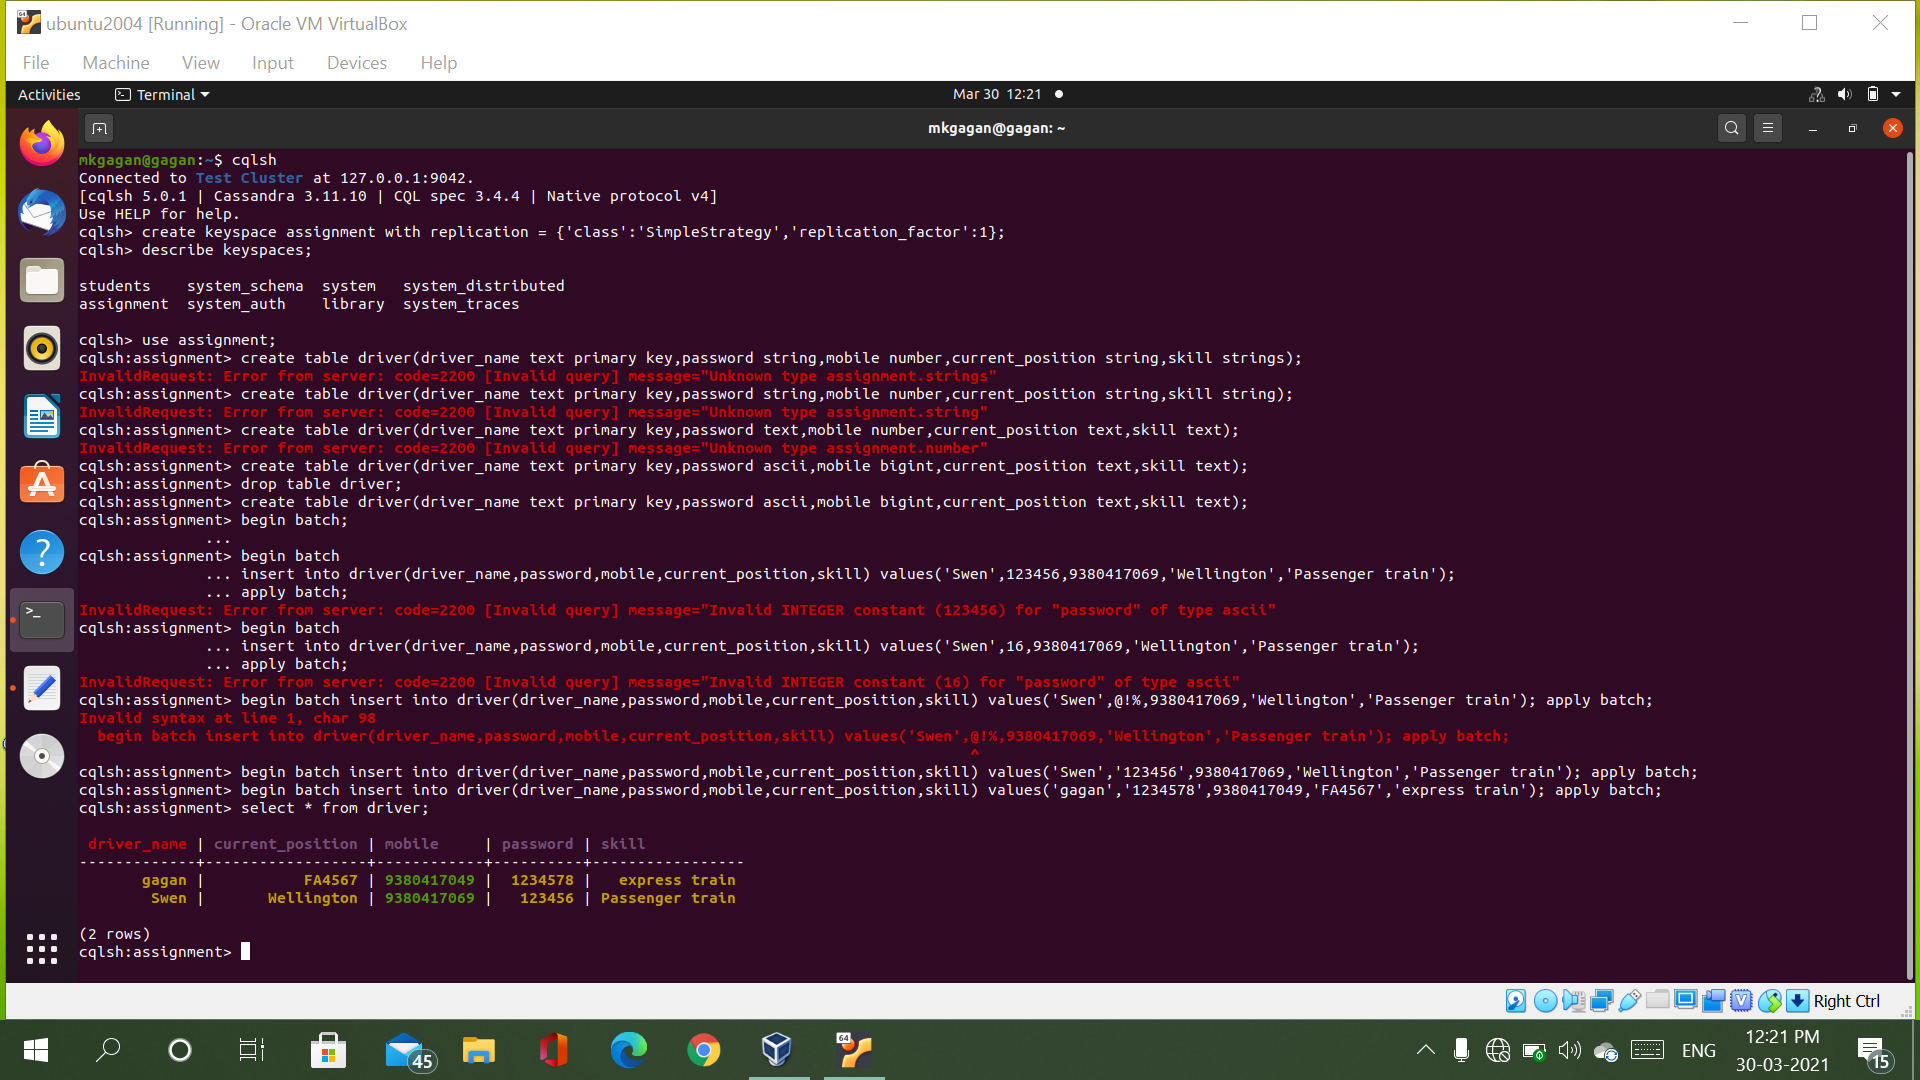 ubuntu2004 [Running] - Oracle VM VirtualBox
File Machine View Input Devices Help
Activities Terminal Mar 30 12:21
mkgagan@gagan: ~
mkgagan@gagan:~$ cqlsh
Connected to Test Cluster at 127.0.0.1:9042.
[cqlsh 5.0.1 | Cassandra 3.11.10 | CQL spec 3.4.4 | Native protocol v4]
Use HELP for help.
cqlsh> create keyspace assignment with replication = {'class':'SimpleStrategy','replication_factor':1};
cqlsh> describe keyspaces;
students system_schema system system_distributed
assignment system_auth library system_traces
cqlsh> use assignment;
cqlsh:assignment> create table driver(driver_name text primary key,password string,mobile number,current_position string,skill strings);
InvalidRequest: Error from server: code=2200 [Invalid query] message="Unknown type assignment.strings"
cqlsh:assignment> create table driver(driver_name text primary key,password string,mobile number,current_position string,skill string);
InvalidRequest: Error from server: code=2200 [Invalid query] message="Unknown type assignment.string"
cqlsh:assignment> create table driver(driver_name text primary key,password text,mobile number,current_position text,skill text);
InvalidRequest: Error from server: code=2200 [Invalid query] message="Unknown type assignment.number"
cqlsh:assignment> create table driver(driver_name text primary key,password ascii,mobile bigint,current_position text,skill text);
cqlsh:assignment> drop table driver;
cqlsh:assignment> create table driver(driver_name text primary key,password ascii,mobile bigint,current_position text,skill text);
cqlsh:assignment> begin batch;
...
cqlsh:assignment> begin batch
... insert into driver(driver_name,password,mobile,current_position,skill) values('Swen',123456,9380417069,'Wellington','Passenger train');
... apply batch;
InvalidRequest: Error from server: code=2200 [Invalid query] message="Invalid INTEGER constant (123456) for "password" of type ascii"
cqlsh:assignment> begin batch
... insert into driver(driver_name,password,mobile,current_position,skill) values('Swen',16,9380417069,'Wellington','Passenger train');
... apply batch;
InvalidRequest: Error from server: code=2200 [Invalid query] message="Invalid INTEGER constant (16) for "password" of type ascii"
cqlsh:assignment> begin batch insert into driver(driver_name,password,mobile,current_position,skill) values('Swen',@!%,9380417069,'Wellington','Passenger train'); apply batch;
Invalid syntax at line 1, char 98
begin batch insert into driver(driver_name,password,mobile,current_position,skill) values('Swen',@!%,9380417069,'Wellington','Passenger train'); apply batch;
^
cqlsh:assignment> begin batch insert into driver(driver_name,password,mobile,current_position,skill) values('Swen','123456',9380417069,'Wellington','Passenger train'); apply batch;
cqlsh:assignment> begin batch insert into driver(driver_name,password,mobile,current_position,skill) values('gagan','1234578',9380417049,'FA4567','express train'); apply batch;
cqlsh:assignment> select * from driver;
driver_name | current_position | mobile | password | skill
-------------+------------------+------------+----------+-----------------
gagan | FA4567 | 9380417049 | 1234578 | express train
Swen | Wellington | 9380417069 | 123456 | Passenger train
(2 rows)
cqlsh:assignment>
Right Ctrl
45
64
ENG
12:21 PM
30-03-2021
15